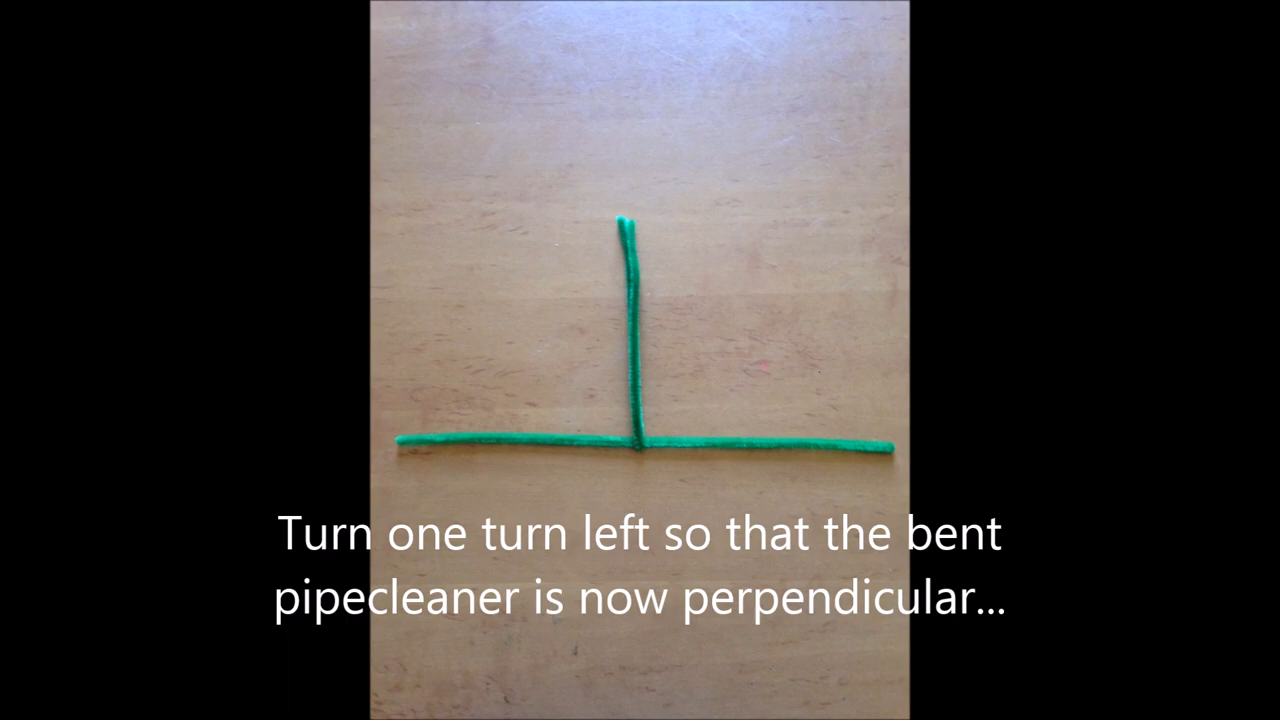 Turn one turn left so that the bent
pipecleaner is now perpendicular...